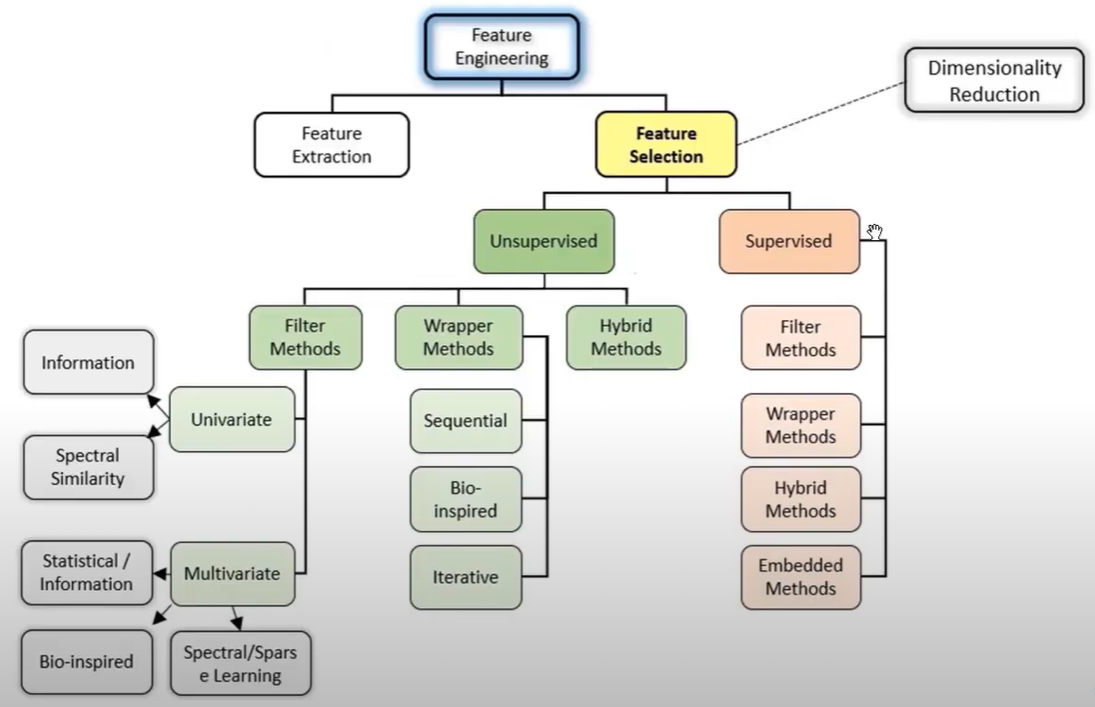 Feature
Engineering
Dimensionality
Reduction
Feature
Extraction
Feature
Selection
Unsupervised
Supervised
Filter
Methods
Wrapper
Methods
Hybrid
Methods
Filter
Methods
Information
Univariate
Sequential
Wrapper
Methods
Spectral
Similarity
Bio-
inspired
Hybrid
Methods
Statistical /
Information
Multivariate
Iterative
Embedded
Methods
Bio-inspired
Spectral/Spars
e Learning